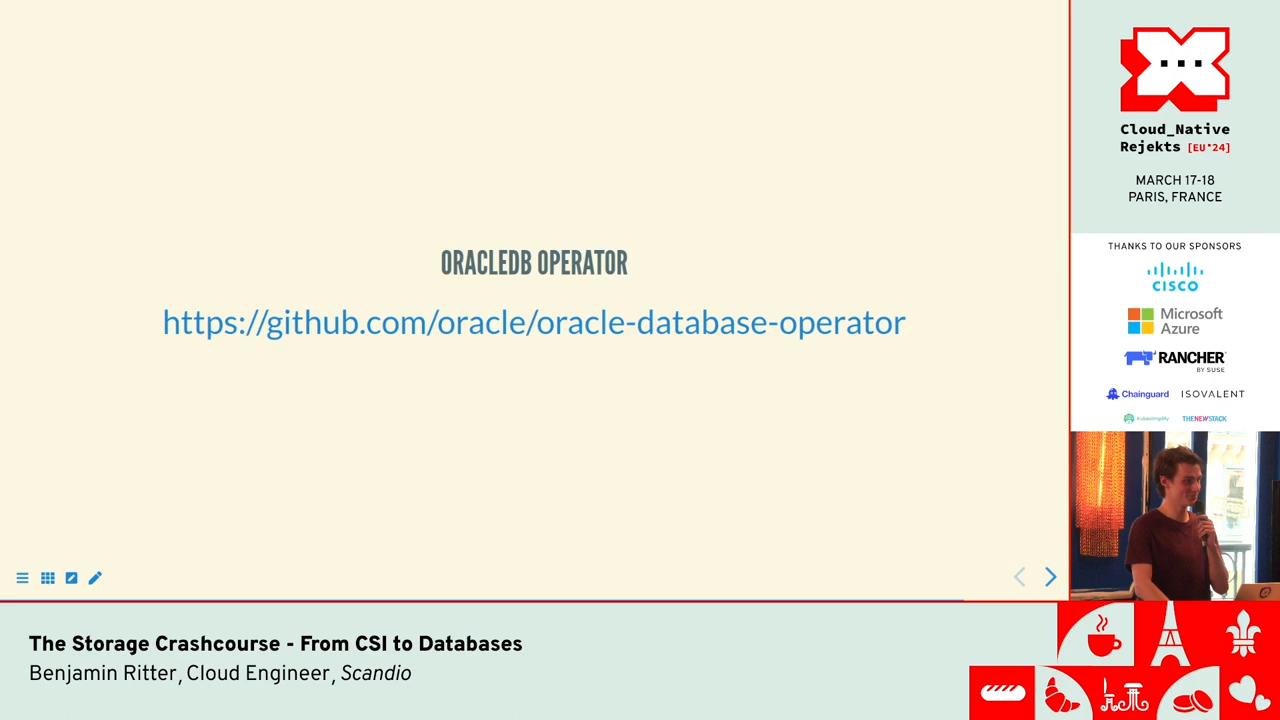 ORACLEDB OPERATOR
https://github.com/oracle/oracle-database-operator
Cloud_Native
Rejekts [EU*24]
MARCH 17-18
PARIS, FRANCE
THANKS TO OUR SPONSORS
CISCO
Microsoft
Azure
RANCHER
BY SUSE
Chainguard ISOVALENT
Kubesimplify THENEWSTACK
The Storage Crashcourse - From CSI to Databases
Benjamin Ritter, Cloud Engineer, Scandio